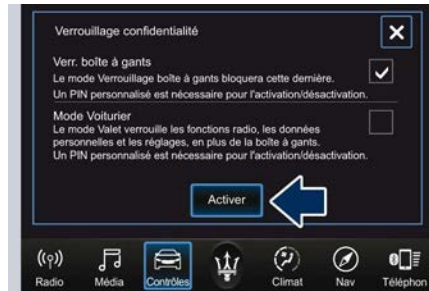 Verrouillage confidentialité
Verr. boîte à gants
Le mode Verrouillage boîte à gants bloquera cette dernière.
Un PIN personnalisé est nécessaire pour l'activation/désactivation.
Mode Voiturier
Le mode Valet verrouille les fonctions radio, les données
personnelles et les réglages, en plus de la boîte à gants.
Un PIN personnalisé est nécessaire pour l'activation/désactivation.
Activer
Radio Média Contrôles Climat Nav Téléphon